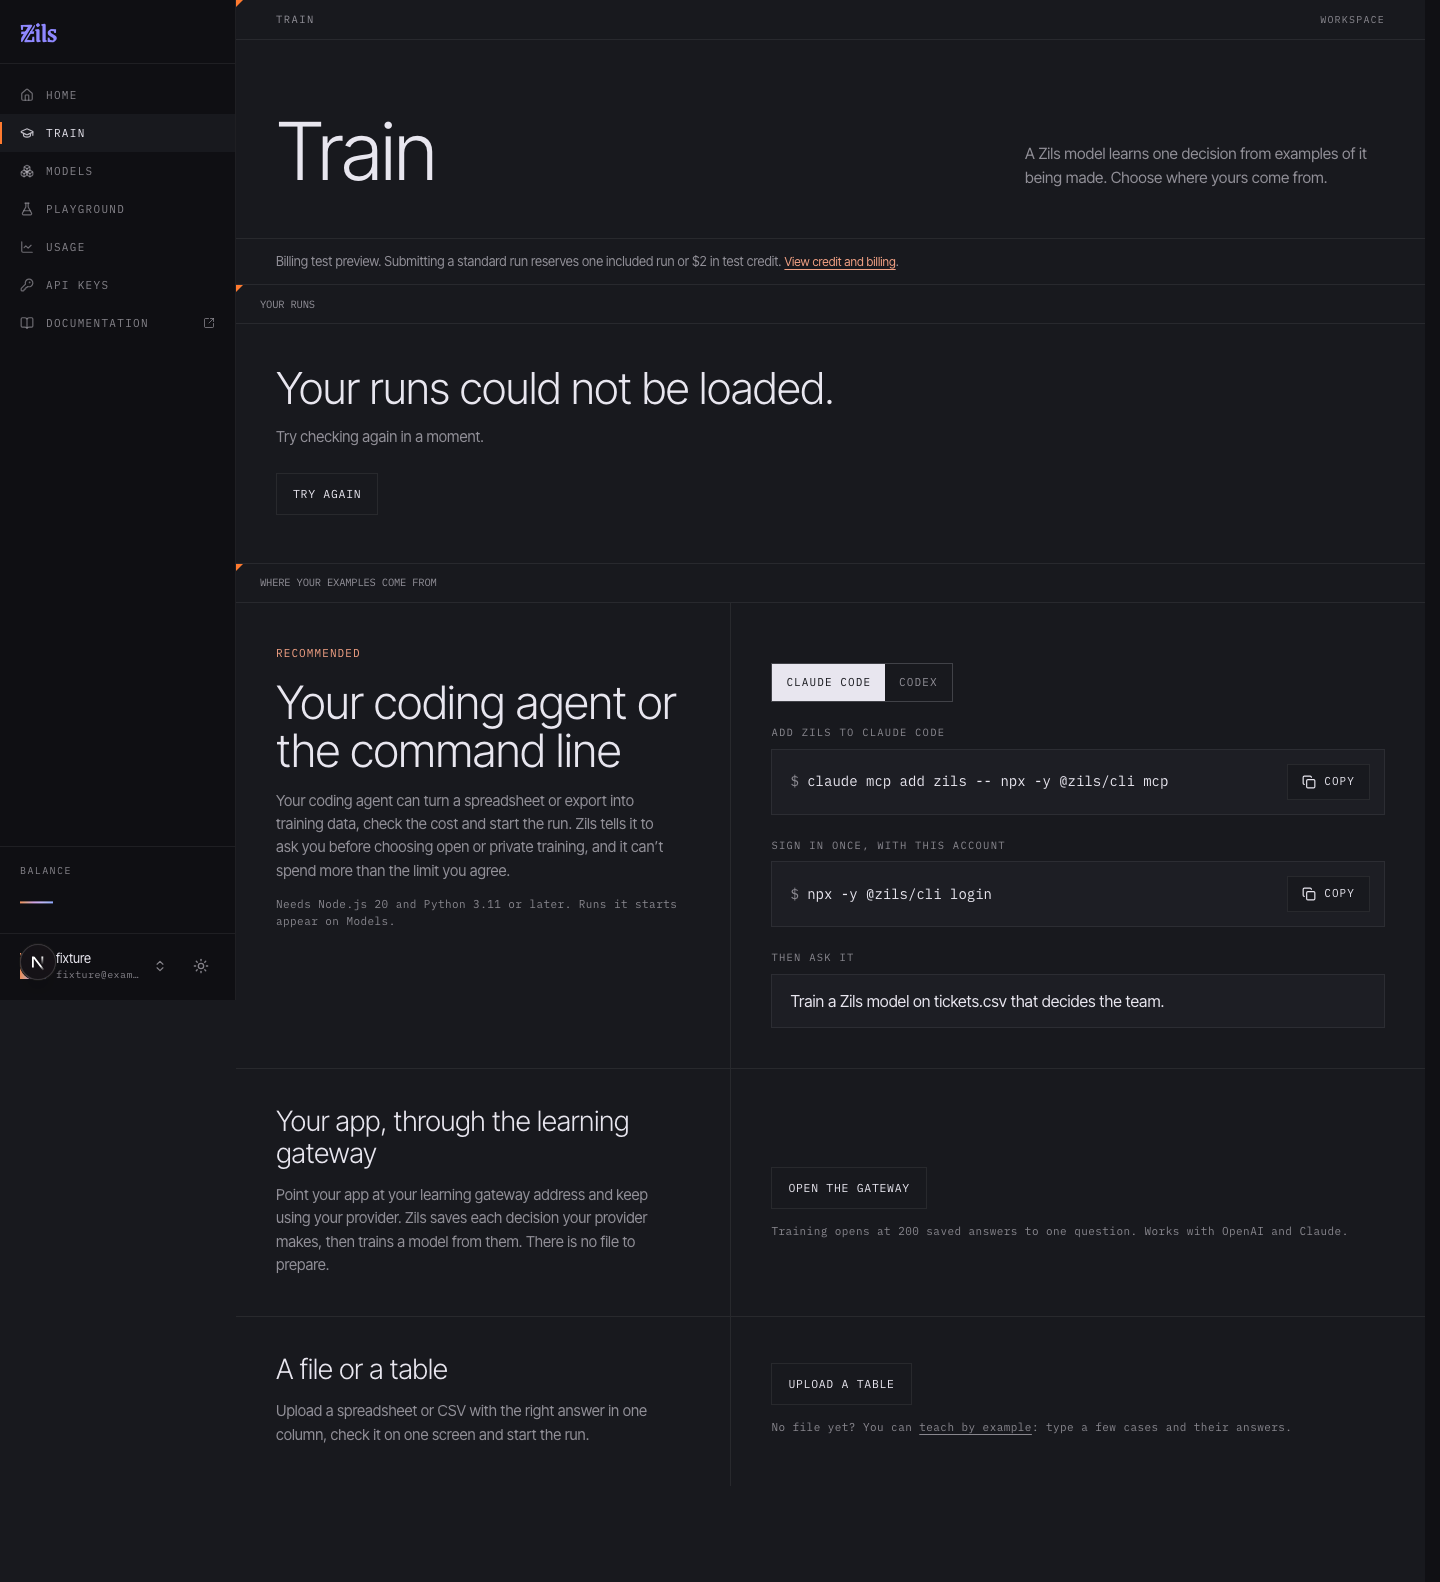 Zils
HOME
TRAIN
MODELS
PLAYGROUND
USAGE
API KEYS
DOCUMENTATION
BALANCE
fixture
fixture@exam…
TRAIN
WORKSPACE
Train
A Zils model learns one decision from examples of it
being made. Choose where yours come from.
Billing test preview. Submitting a standard run reserves one included run or $2 in test credit. View credit and billing.
YOUR RUNS
Your runs could not be loaded.
Try checking again in a moment.
TRY AGAIN
WHERE YOUR EXAMPLES COME FROM
RECOMMENDED
Your coding agent or
the command line
Your coding agent can turn a spreadsheet or export into
training data, check the cost and start the run. Zils tells it to
ask you before choosing open or private training, and it can’t
spend more than the limit you agree.
Needs Node.js 20 and Python 3.11 or later. Runs it starts
appear on Models.
CLAUDE CODE
CODEX
ADD ZILS TO CLAUDE CODE
$ claude mcp add zils -- npx -y @zils/cli mcp
COPY
SIGN IN ONCE, WITH THIS ACCOUNT
$ npx -y @zils/cli login
COPY
THEN ASK IT
Train a Zils model on tickets.csv that decides the team.
Your app, through the learning
gateway
Point your app at your learning gateway address and keep
using your provider. Zils saves each decision your provider
makes, then trains a model from them. There is no file to
prepare.
OPEN THE GATEWAY
Training opens at 200 saved answers to one question. Works with OpenAI and Claude.
A file or a table
Upload a spreadsheet or CSV with the right answer in one
column, check it on one screen and start the run.
UPLOAD A TABLE
No file yet? You can teach by example: type a few cases and their answers.